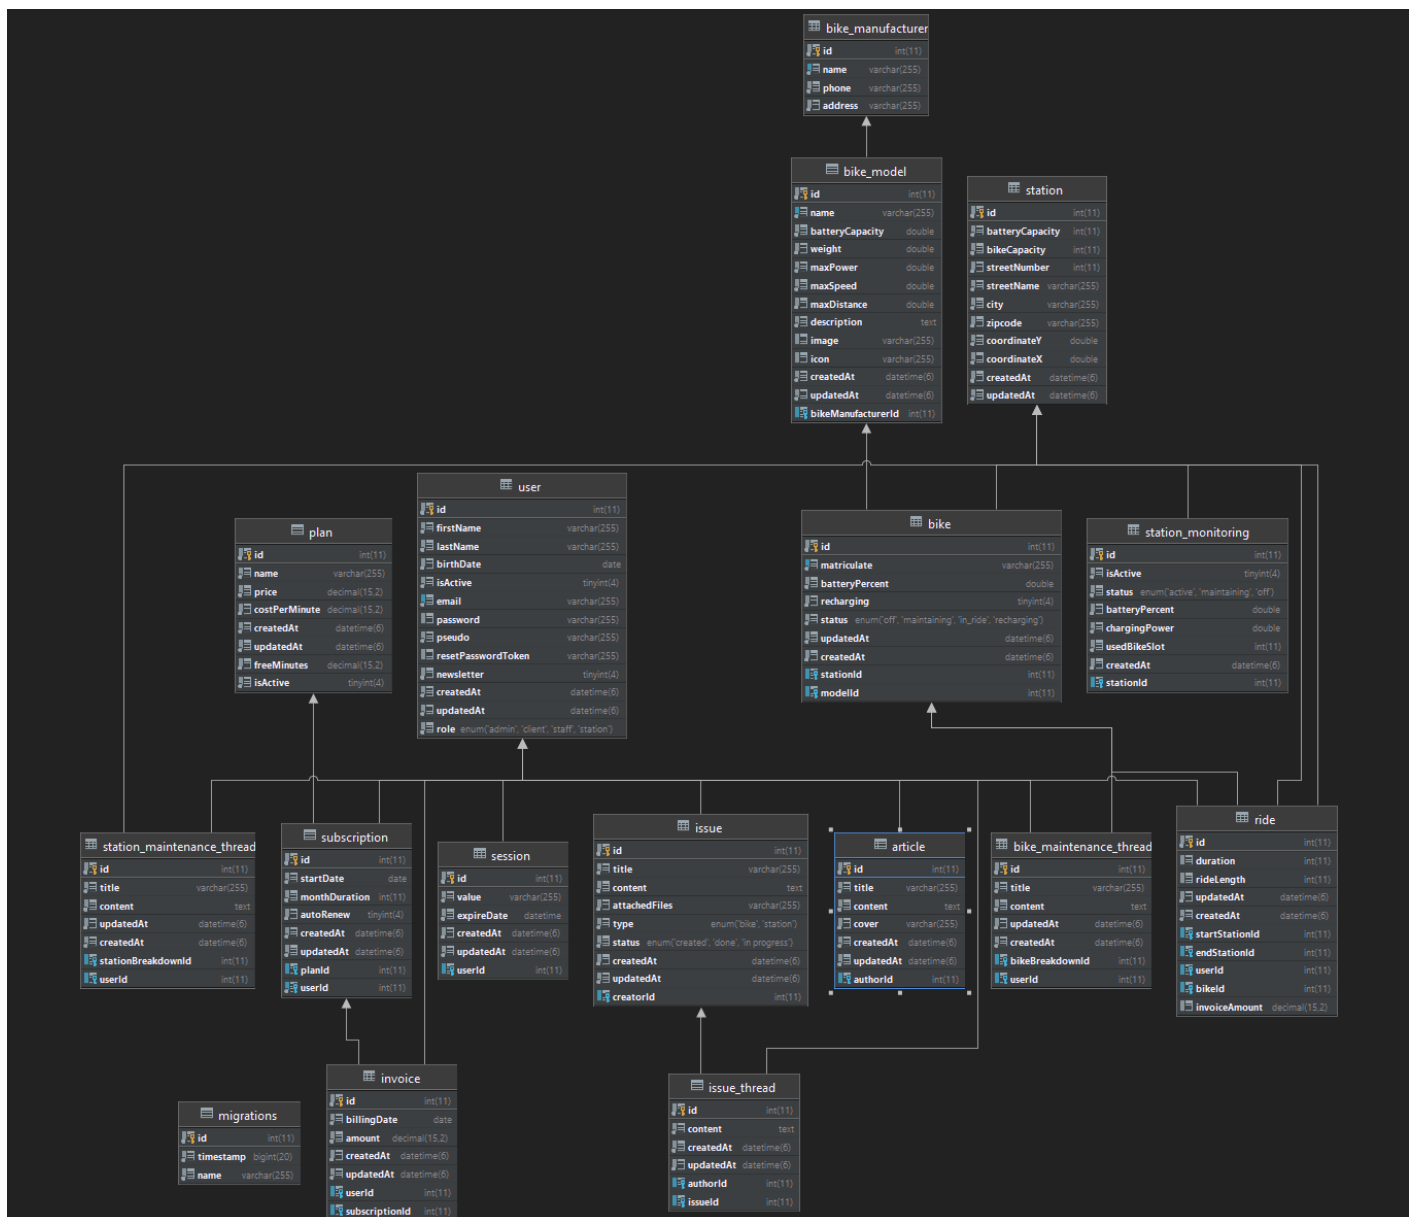 bike_manufacturer
id int(11)
name varchar(255)
phone varchar(255)
address varchar(255)
bike_model
id int(11)
name varchar(255)
batteryCapacity double
weight double
maxPower double
maxSpeed double
maxDistance double
description text
image varchar(255)
icon varchar(255)
createdAt datetime(6)
updatedAt datetime(6)
bikeManufacturerId int(11)
station
id int(11)
batteryCapacity int(11)
bikeCapacity int(11)
streetNumber int(11)
streetName varchar(255)
city varchar(255)
zipcode varchar(255)
coordinateY double
coordinateX double
createdAt datetime(6)
updatedAt datetime(6)
user
id int(11)
firstName varchar(255)
lastName varchar(255)
birthDate date
isActive tinyint(4)
email varchar(255)
password varchar(255)
pseudo varchar(255)
resetPasswordToken varchar(255)
newsletter tinyint(4)
createdAt datetime(6)
updatedAt datetime(6)
role enum('admin', 'client', 'staff', 'station')
plan
id int(11)
name varchar(255)
price decimal(15,2)
costPerMinute decimal(15,2)
createdAt datetime(6)
updatedAt datetime(6)
freeMinutes decimal(15,2)
isActive tinyint(4)
bike
id int(11)
matriculate varchar(255)
batteryPercent double
recharging tinyint(4)
status enum('off', 'maintaining', 'in_ride', 'recharging')
updatedAt datetime(6)
createdAt datetime(6)
stationId int(11)
modelId int(11)
station_monitoring
id int(11)
isActive tinyint(4)
status enum('active', 'maintaining', 'off')
batteryPercent double
chargingPower double
usedBikeSlot int(11)
createdAt datetime(6)
stationId int(11)
station_maintenance_thread
id int(11)
title varchar(255)
content text
updatedAt datetime(6)
createdAt datetime(6)
stationBreakdownId int(11)
userId int(11)
subscription
id int(11)
startDate date
monthDuration int(11)
autoRenew tinyint(4)
createdAt datetime(6)
updatedAt datetime(6)
planId int(11)
userId int(11)
session
id int(11)
value varchar(255)
expireDate datetime
createdAt datetime(6)
updatedAt datetime(6)
userId int(11)
issue
id int(11)
title varchar(255)
content text
attachedFiles varchar(255)
type enum('bike', 'station')
status enum('created', 'done', 'in progress')
createdAt datetime(6)
updatedAt datetime(6)
creatorId int(11)
article
id int(11)
title varchar(255)
content text
cover varchar(255)
createdAt datetime(6)
updatedAt datetime(6)
authorId int(11)
bike_maintenance_thread
id int(11)
title varchar(255)
content text
updatedAt datetime(6)
createdAt datetime(6)
bikeBreakdownId int(11)
userId int(11)
ride
id int(11)
duration int(11)
rideLength int(11)
updatedAt datetime(6)
createdAt datetime(6)
startStationId int(11)
endStationId int(11)
userId int(11)
bikeId int(11)
invoiceAmount decimal(15,2)
migrations
id int(11)
timestamp bigint(20)
name varchar(255)
invoice
id int(11)
billingDate date
amount decimal(15,2)
createdAt datetime(6)
updatedAt datetime(6)
userId int(11)
subscriptionId int(11)
issue_thread
id int(11)
content text
createdAt datetime(6)
updatedAt datetime(6)
authorId int(11)
issueId int(11)